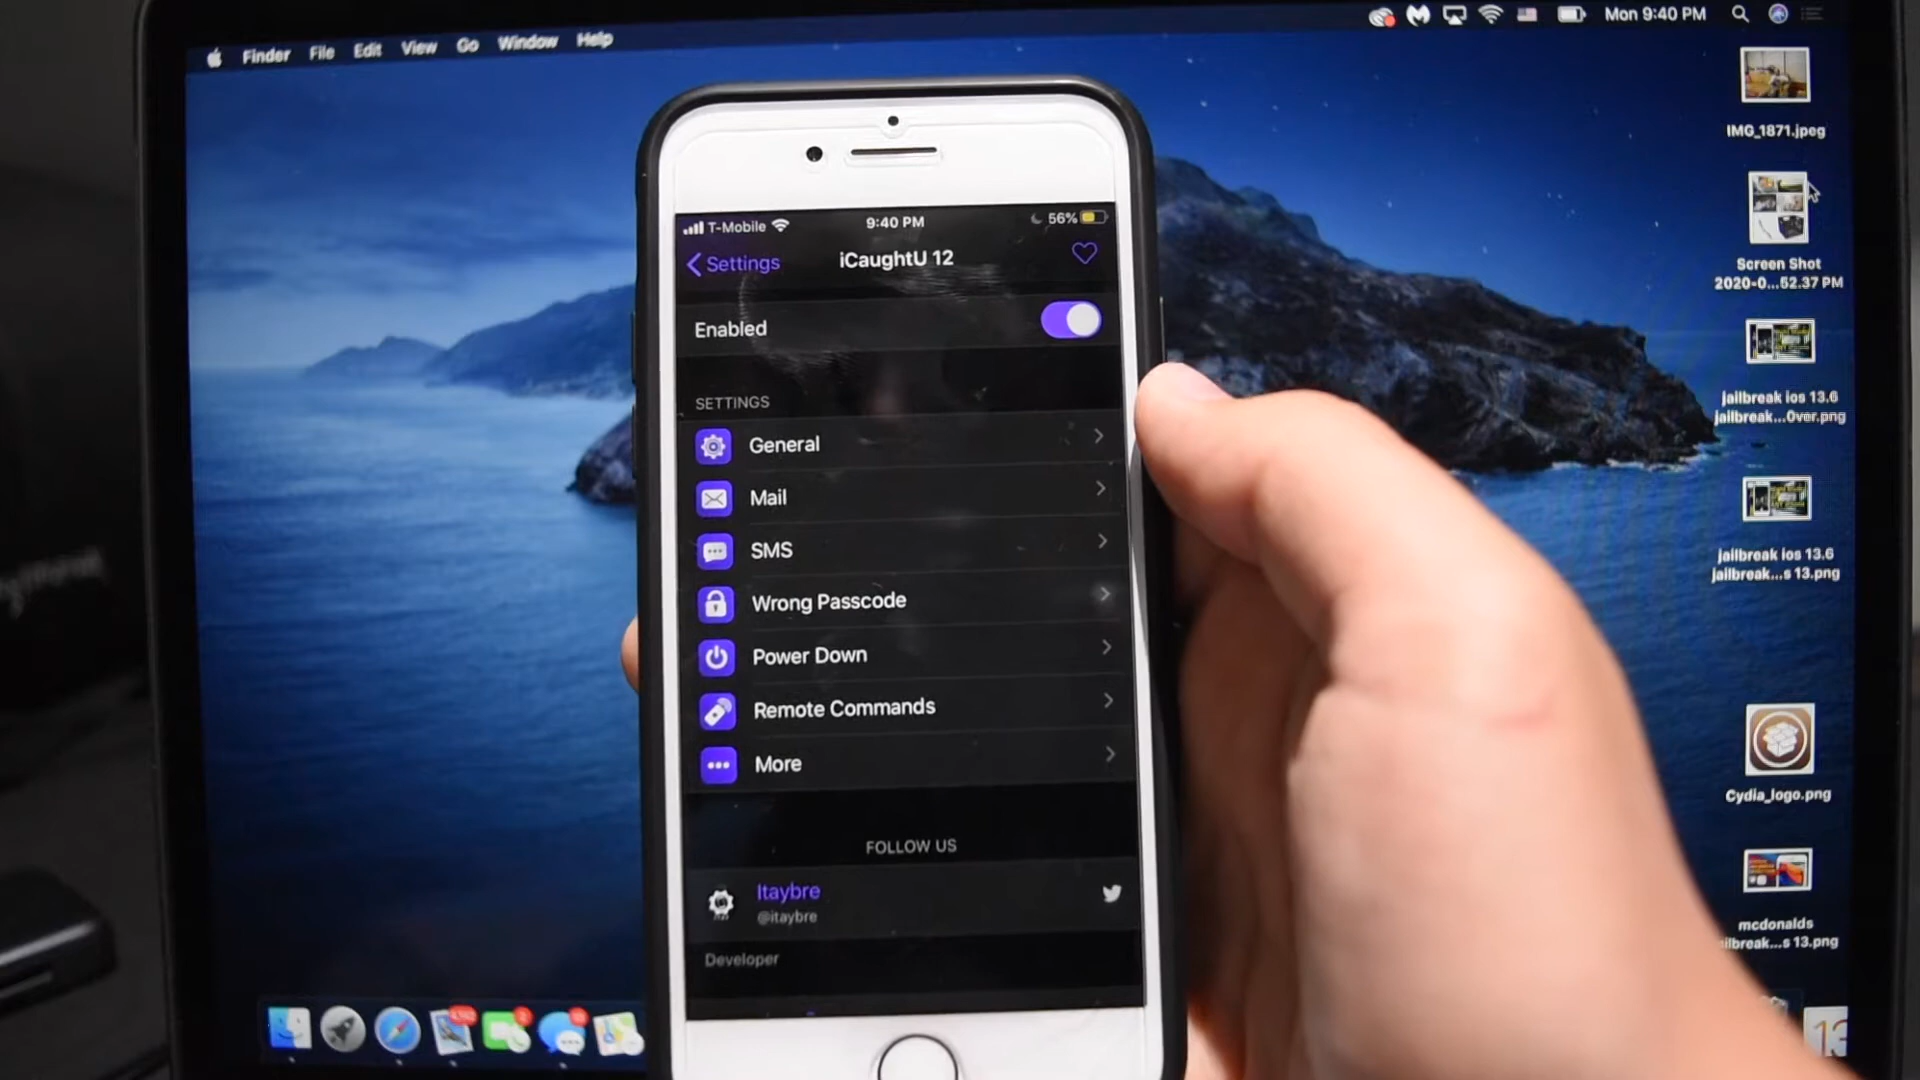 Finder File Edit View Go Window Help
Mon 9:40 PM
IMG_1871.jpeg
Screen Shot
2020-0...52.37 PM
jailbreak ios 13.6
jailbreak...Over.png
jailbreak ios 13.6
jailbreak...s 13.png
Cydia_logo.png
mcdonalds
ilbreak...s 13.png
T-Mobile 9:40 PM 56%
Settings iCaughtU 12
Enabled
SETTINGS
General
Mail
SMS
Wrong Passcode
Power Down
Remote Commands
More
FOLLOW US
Itaybre
@itaybre
Developer